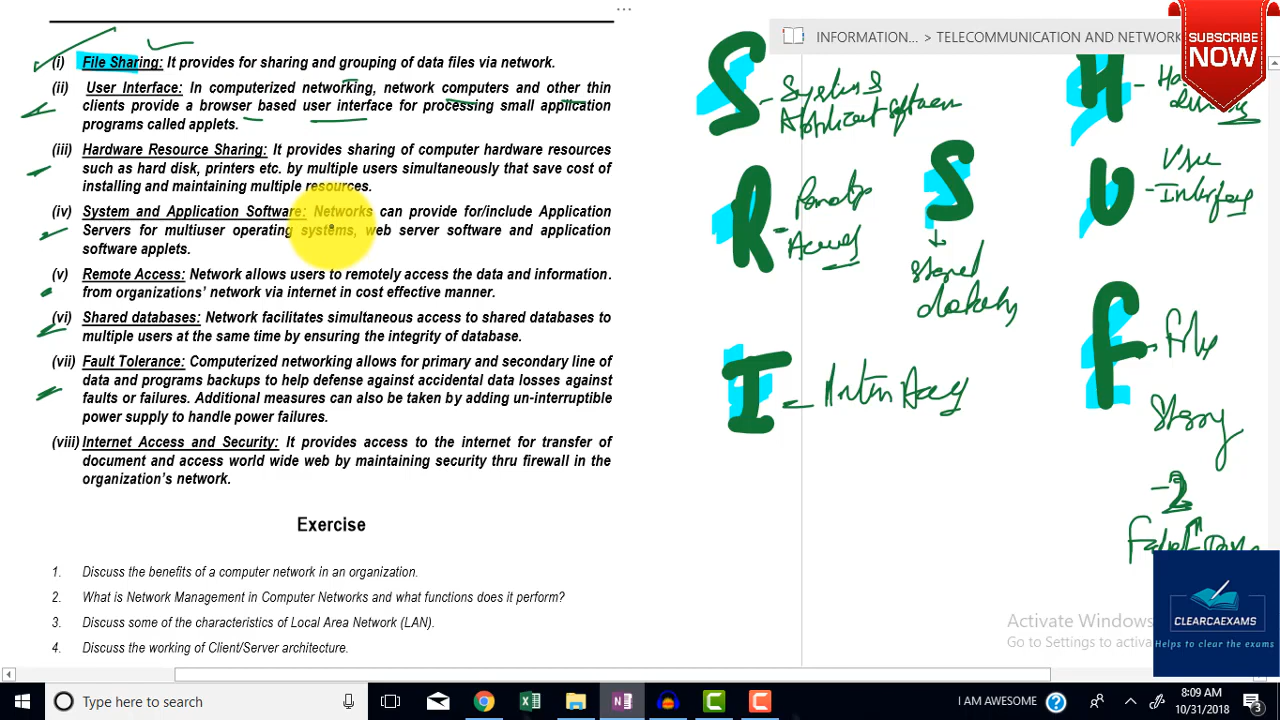 INFORMATION... > TELECOMMUNICATION AND NETWORK
SUBSCRIBE
NOW
(i) File Sharing: It provides for sharing and grouping of data files via network.
(ii) User Interface: In computerized networking, network computers and other thin
clients provide a browser based user interface for processing small application
programs called applets.
(iii) Hardware Resource Sharing: It provides sharing of computer hardware resources
such as hard disk, printers etc. by multiple users simultaneously that save cost of
installing and maintaining multiple resources.
(iv) System and Application Software: Networks can provide for/include Application
Servers for multiuser operating systems, web server software and application
software applets.
(v) Remote Access: Network allows users to remotely access the data and information
from organizations' network via internet in cost effective manner.
(vi) Shared databases: Network facilitates simultaneous access to shared databases to
multiple users at the same time by ensuring the integrity of database.
(vii) Fault Tolerance: Computerized networking allows for primary and secondary line of
data and programs backups to help defense against accidental data losses against
faults or failures. Additional measures can also be taken by adding un-interruptible
power supply to handle power failures.
(viii) Internet Access and Security: It provides access to the internet for transfer of
document and access world wide web by maintaining security thru firewall in the
organization's network.
Exercise
1. Discuss the benefits of a computer network in an organization.
2. What is Network Management in Computer Networks and what functions does it perform?
3. Discuss some of the characteristics of Local Area Network (LAN).
4. Discuss the working of Client/Server architecture.
S
H
R
S
U
I
F
-2
Activate Windows
Go to Settings to activa
CLEARCAEXAMS
Helps to clear the exams
Type here to search
I AM AWESOME
8:09 AM
10/31/2018
3